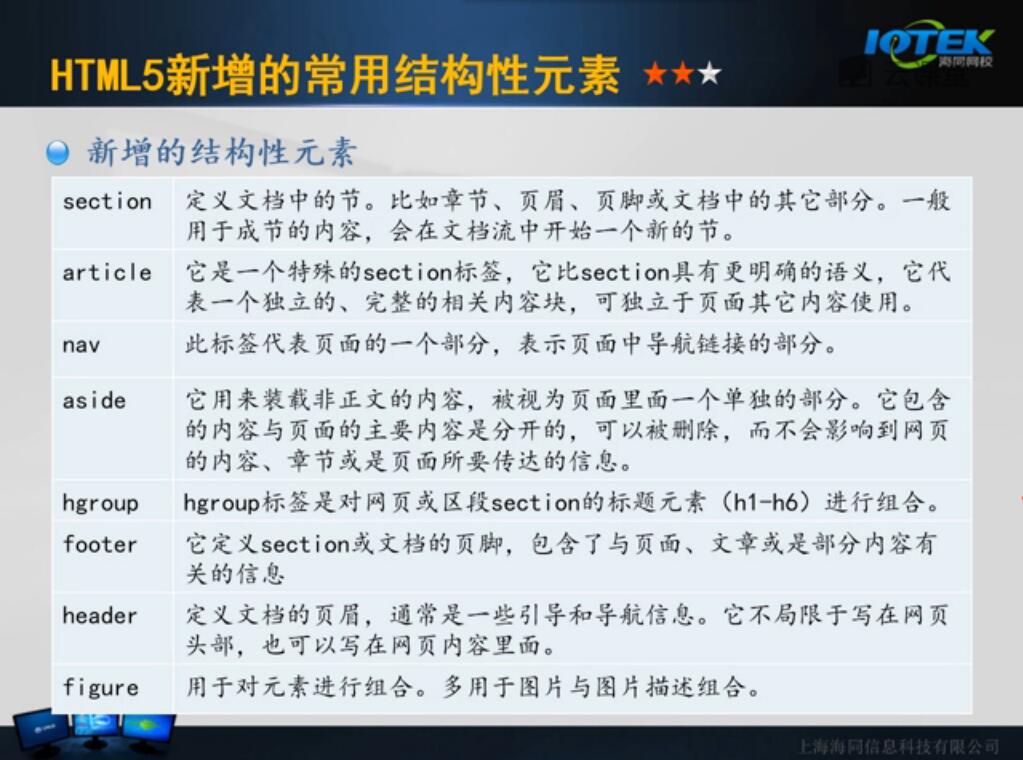 HTML5新增的常用结构性元素
IOTEK
海同网校
云课堂
新增的结构性元素
section 定义文档中的节。比如章节、页眉、页脚或文档中的其它部分。一般
用于成节的内容，会在文档流中开始一个新的节。
article 它是一个特殊的section标签，它比section具有更明确的语义，它代
表一个独立的、完整的相关内容块，可独立于页面其它内容使用。
nav 此标签代表页面的一个部分，表示页面中导航链接的部分。
aside 它用来装载非正文的内容，被视为页面里面一个单独的部分。它包含
的内容与页面的主要内容是分开的，可以被删除，而不会影响到网页
的内容、章节或是页面所要传达的信息。
hgroup hgroup标签是对网页或区段section的标题元素（h1-h6）进行组合。
footer 它定义section或文档的页脚，包含了与页面、文章或是部分内容有
关的信息
header 定义文档的页眉，通常是一些引导和导航信息。它不局限于写在网页
头部，也可以写在网页内容里面。
figure 用于对元素进行组合。多用于图片与图片描述组合。
上海海同信息科技有限公司